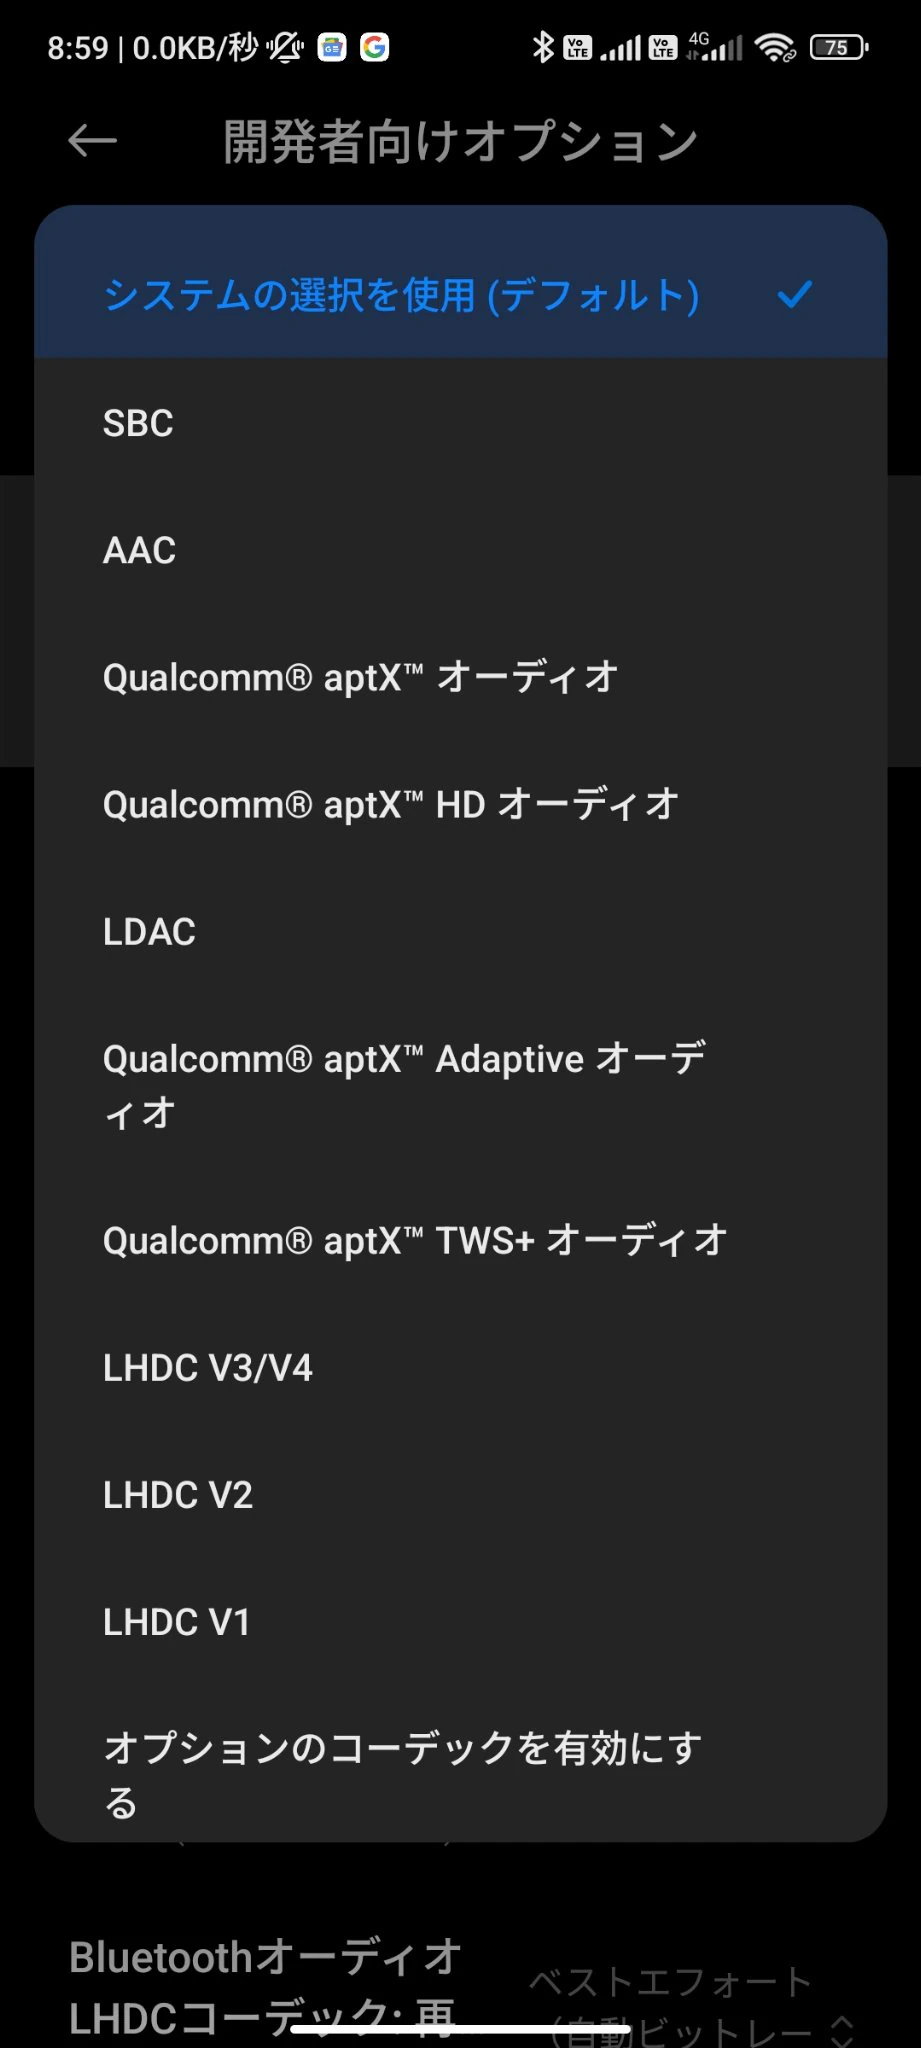 8:59 | 0.0KB/秒
4G
75
開発者向けオプション
システムの選択を使用 (デフォルト)
SBC
AAC
Qualcomm® aptX™ オーディオ
Qualcomm® aptX™ HD オーディオ
LDAC
Qualcomm® aptX™ Adaptive オーデ
ィオ
Qualcomm® aptX™ TWS+ オーディオ
LHDC V3/V4
LHDC V2
LHDC V1
オプションのコーデックを有効にす
る
Bluetoothオーディオ
LHDCコーデック: 再...
ベストエフォート
(自動ビットレー